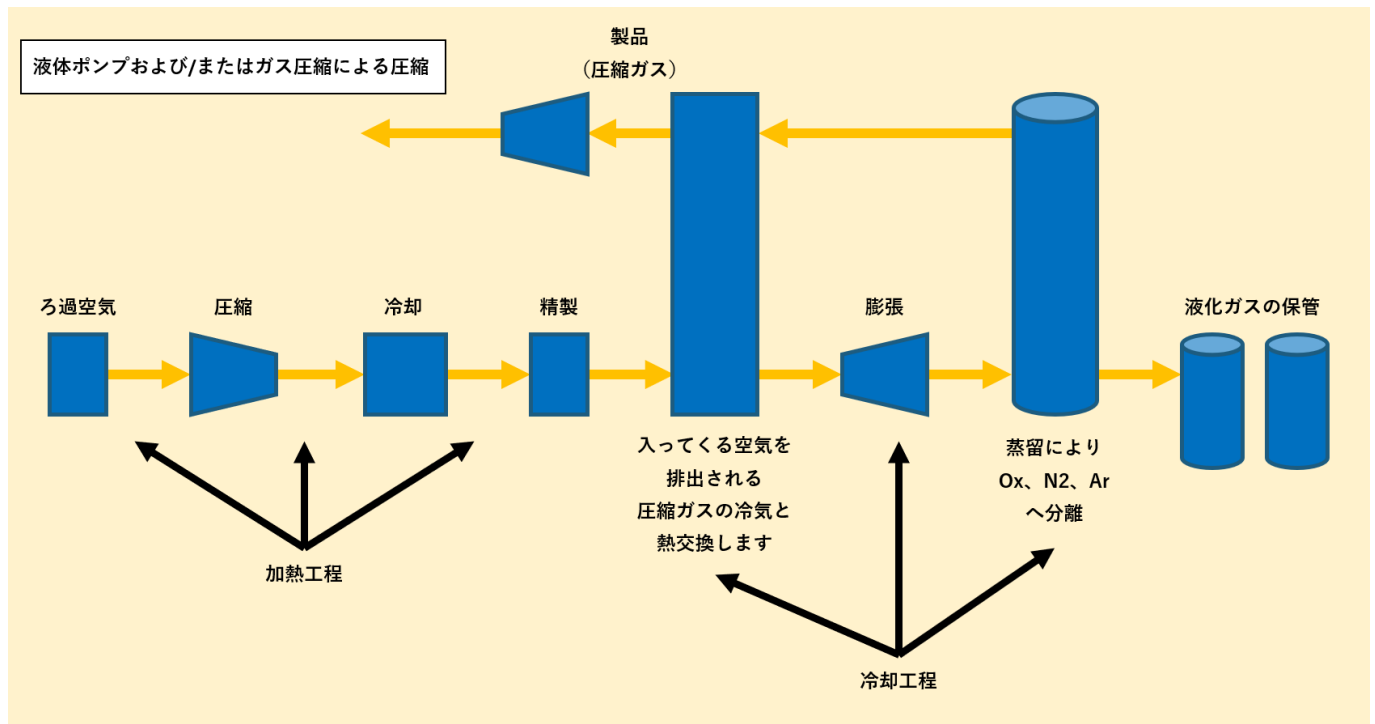 液体ポンプおよび/またはガス圧縮による圧縮
製品
（圧縮ガス）
ろ過空気
圧縮
冷却
精製
膨張
液化ガスの保管
入ってくる空気を
排出される
圧縮ガスの冷気と
熱交換します
蒸留により
Ox、N2、Ar
へ分離
加熱工程
冷却工程